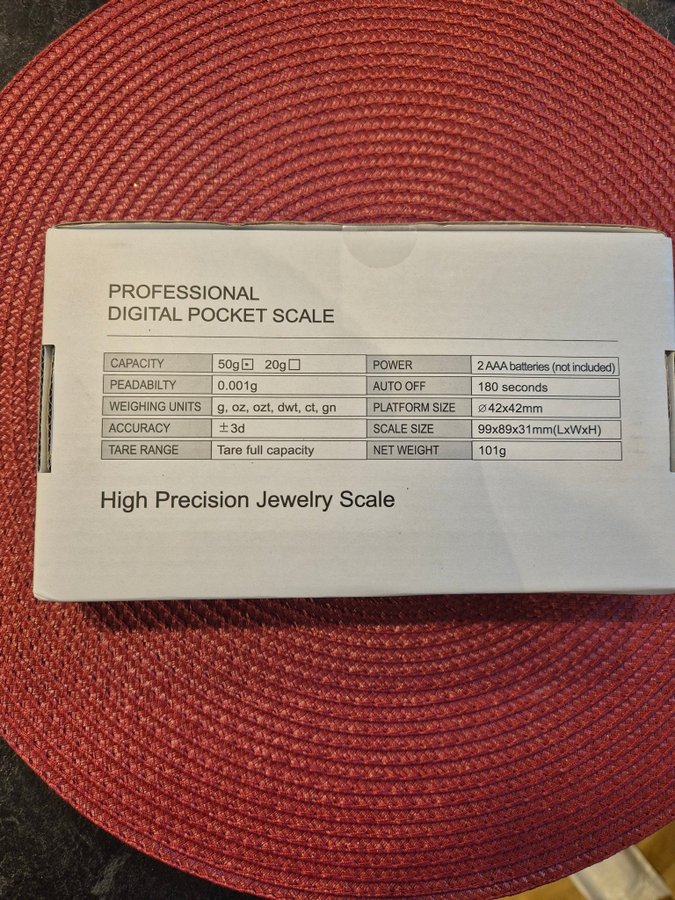 PROFESSIONAL
DIGITAL POCKET SCALE
CAPACITY 50g 20g POWER 2 AAA batteries (not included)
PEADABILTY 0.001g AUTO OFF 180 seconds
WEIGHING UNITS g, oz, ozt, dwt, ct, gn PLATFORM SIZE ⌀42x42mm
ACCURACY ±3d SCALE SIZE 99x89x31mm(LxWxH)
TARE RANGE Tare full capacity NET WEIGHT 101g
High Precision Jewelry Scale